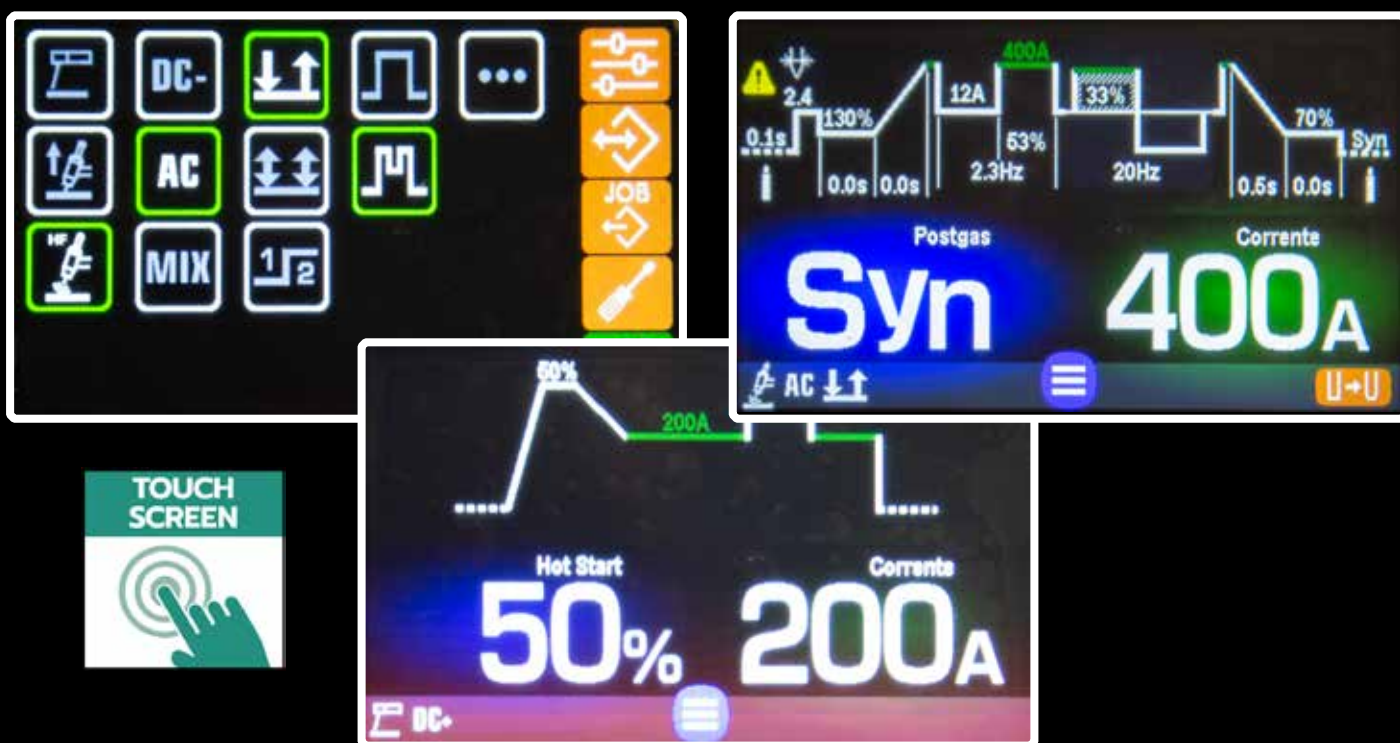 DC-
AC
HF
MIX
1 2
JOB
400A
2.4
12A
33%
130%
70%
0.1s
53%
Syn
2.3Hz
20Hz
0.0s
0.0s
0.5s
0.0s
Postgas
Corrente
Syn
400A
AC
U→U
50%
200A
Hot Start
Corrente
50%
200A
DC+
TOUCH
SCREEN